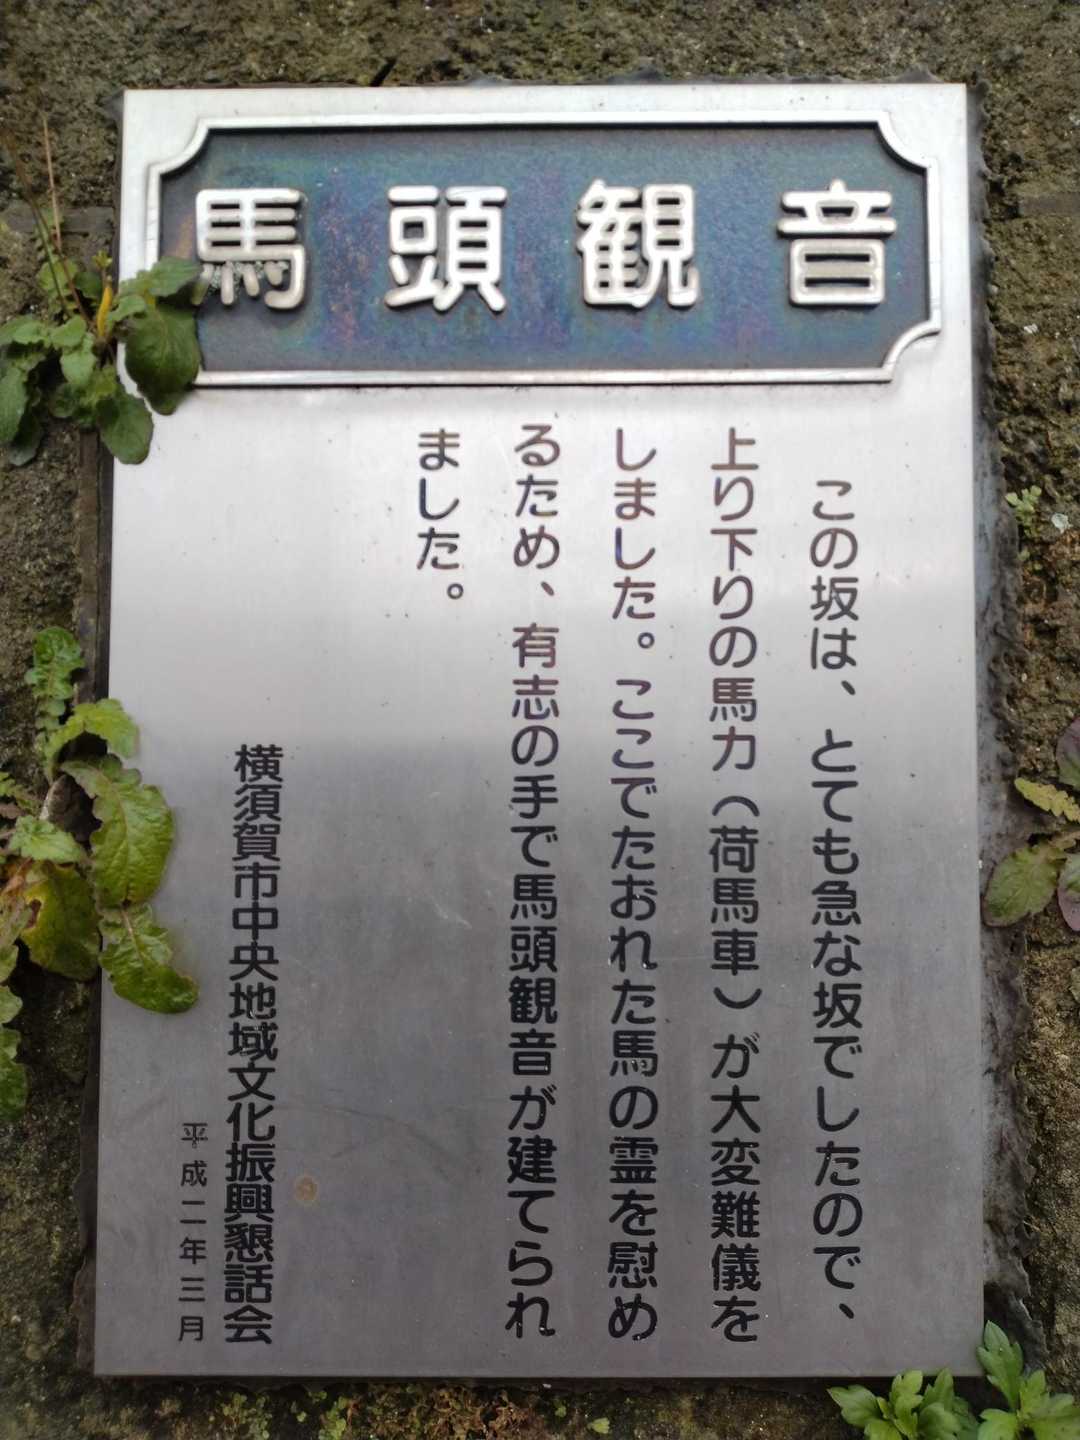 馬頭観音
この坂は、とても急な坂でしたので、
上り下りの馬力（荷馬車）が大変難儀を
しました。ここでたおれた馬の霊を慰め
るため、有志の手で馬頭観音が建てられ
ました。
横須賀市中央地域文化振興懇話会
平成二年三月